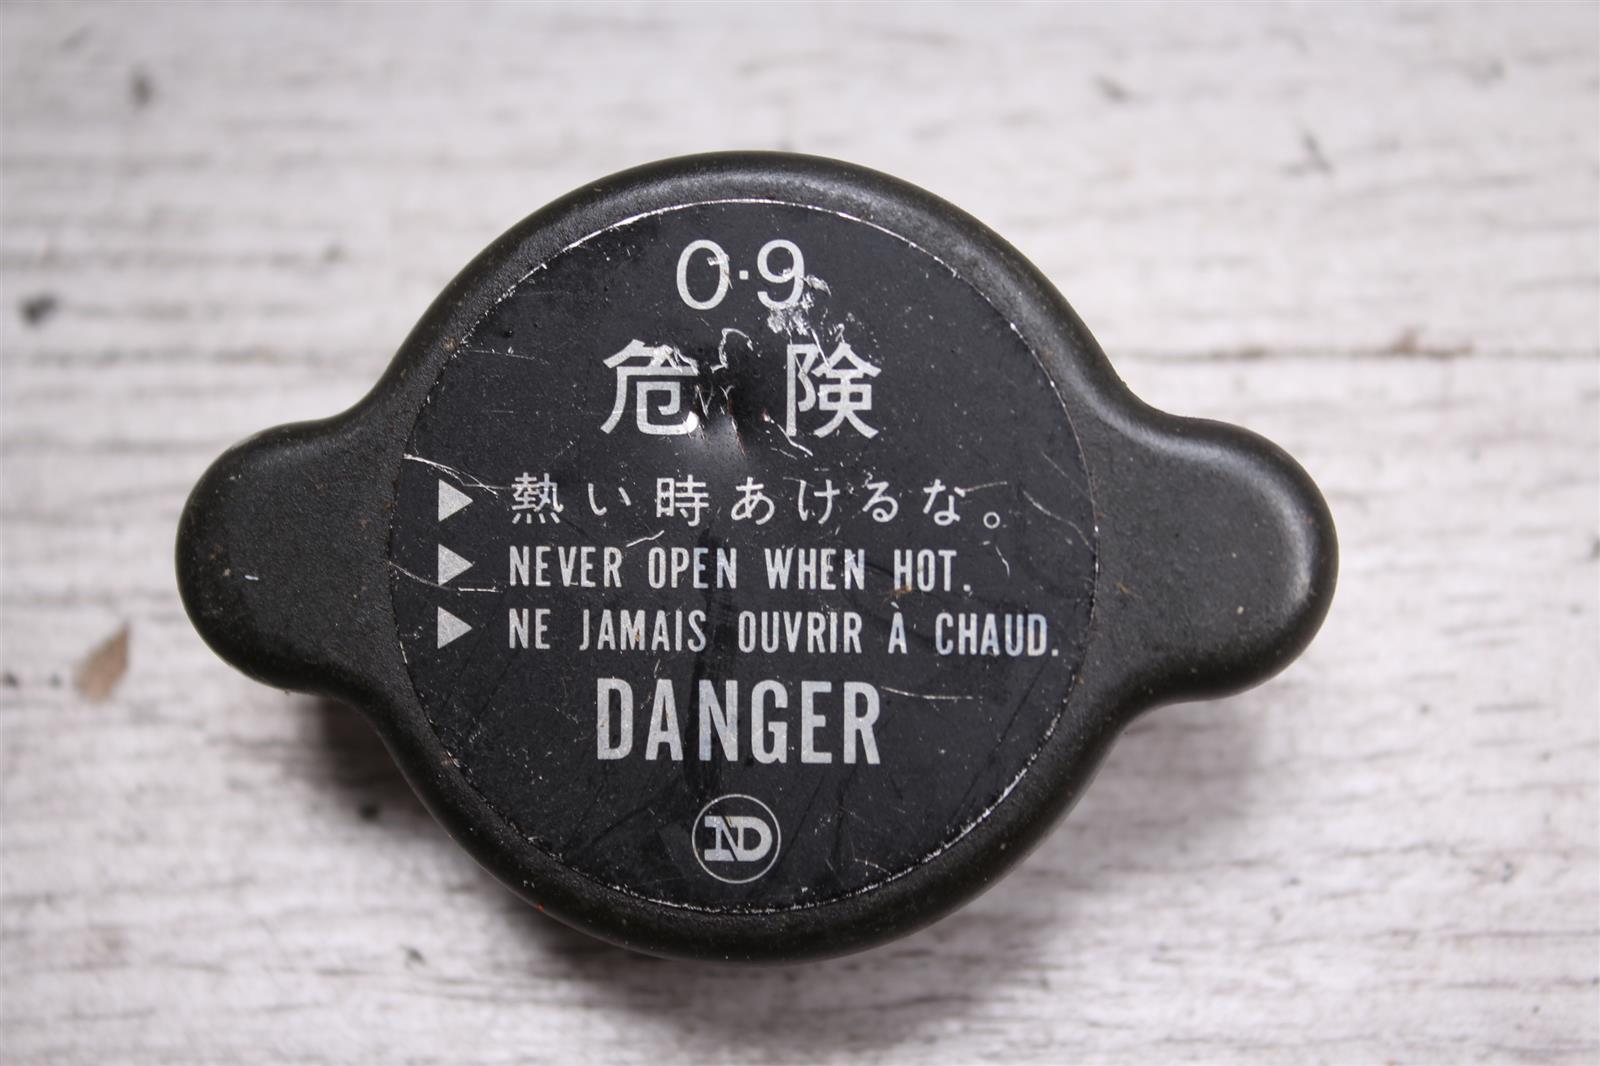 0·9
危険
▶ 熱い時あけるな。
▶ NEVER OPEN WHEN HOT.
▶ NE JAMAIS OUVRIR À CHAUD.
DANGER
ND